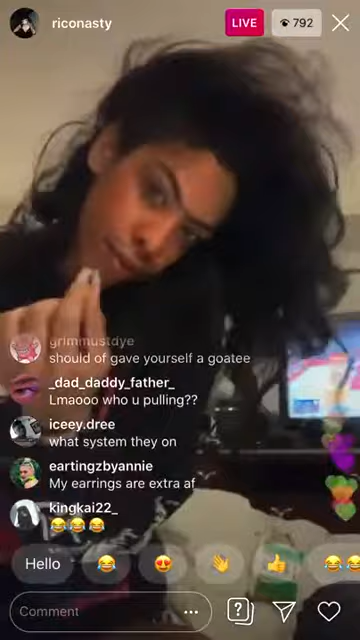 riconasty
LIVE
792
grimmustdye
should of gave yourself a goatee
_dad_daddy_father_
Lmaooo who u pulling??
iceey.dree
what system they on
eartingzbyannie
My earrings are extra af
kingkai22_
😂😂😂
Hello
😂 😍 👋 👍 😂😂
Comment